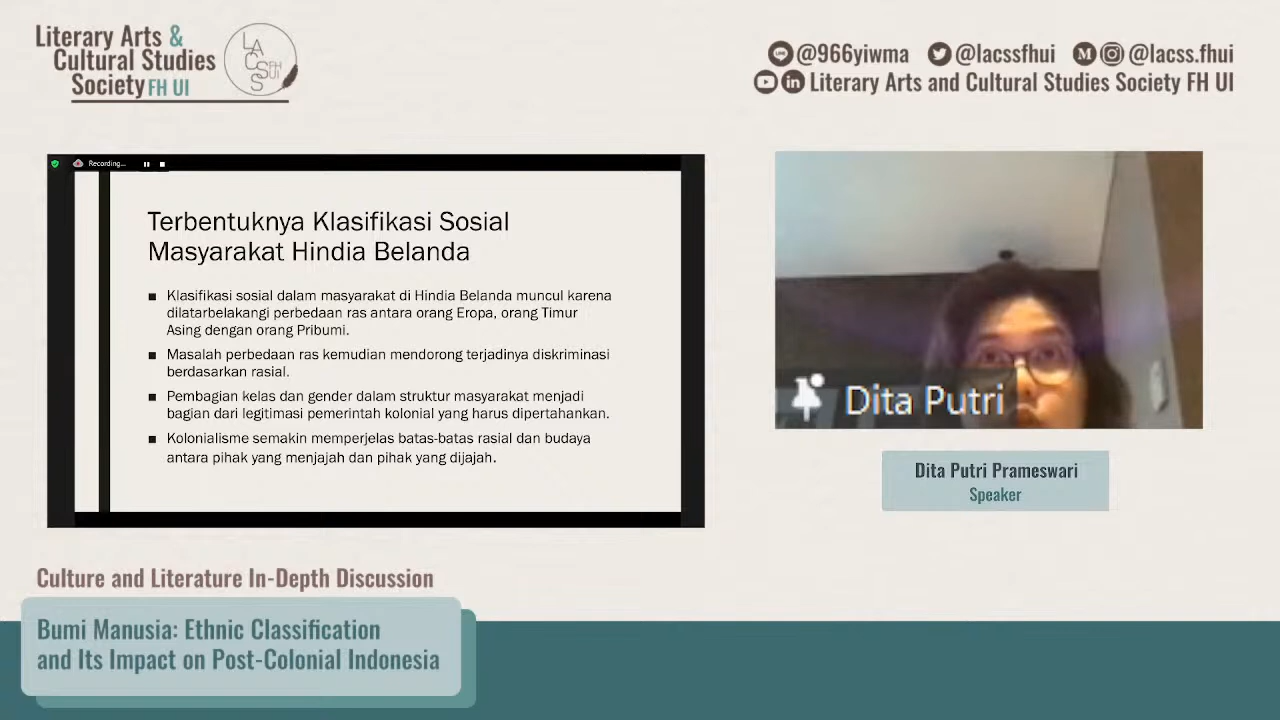 Literary Arts &
Cultural Studies
Society FH UI
LACSS FH UI
@966yiwma @lacssfhui @lacss.fhui
Literary Arts and Cultural Studies Society FH UI
Recording...
Terbentuknya Klasifikasi Sosial
Masyarakat Hindia Belanda
Klasifikasi sosial dalam masyarakat di Hindia Belanda muncul karena
dilatarbelakangi perbedaan ras antara orang Eropa, orang Timur
Asing dengan orang Pribumi.
Masalah perbedaan ras kemudian mendorong terjadinya diskriminasi
berdasarkan rasial.
Pembagian kelas dan gender dalam struktur masyarakat menjadi
bagian dari legitimasi pemerintah kolonial yang harus dipertahankan.
Kolonialisme semakin memperjelas batas-batas rasial dan budaya
antara pihak yang menjajah dan pihak yang dijajah.
Dita Putri
Dita Putri Prameswari
Speaker
Culture and Literature In-Depth Discussion
Bumi Manusia: Ethnic Classification
and Its Impact on Post-Colonial Indonesia